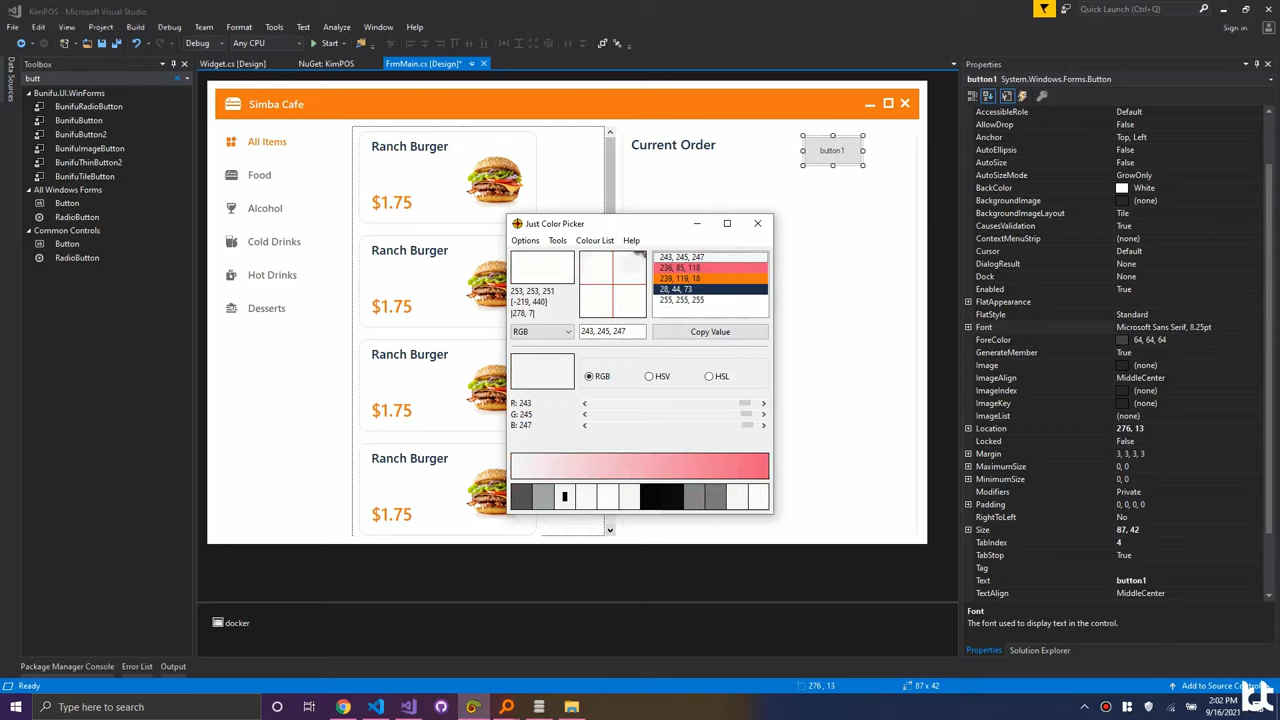 KimPOS - Microsoft Visual Studio
Quick Launch (Ctrl+Q)
File Edit View Project Build Debug Team Format Tools Test Analyze Window Help
Sign in
Debug Any CPU Start
Data Sources
Toolbox
butt
Bunifu.UI.WinForms
BunifuRadioButton
BunifuButton
BunifuButton2
BunifuImageButton
BunifuThinButton2
BunifuTileButton
All Windows Forms
Button
RadioButton
Common Controls
Button
RadioButton
Widget.cs [Design] NuGet: KimPOS FrmMain.cs [Design]*
Simba Cafe
All Items
Food
Alcohol
Cold Drinks
Hot Drinks
Desserts
Ranch Burger
$1.75
Ranch Burger
$1.75
Ranch Burger
$1.75
Ranch Burger
$1.75
Current Order
button1
Just Color Picker
Options Tools Colour List Help
253, 253, 251
[-219, 440]
|278, 7|
243, 245, 247
236, 85, 118
239, 119, 18
28, 44, 73
255, 255, 255
RGB 243, 245, 247 Copy Value
RGB HSV HSL
R: 243
G: 245
B: 247
docker
Properties
button1 System.Windows.Forms.Button
AccessibleRole Default
AllowDrop False
Anchor Top, Left
AutoEllipsis False
AutoSize False
AutoSizeMode GrowOnly
BackColor White
BackgroundImage (none)
BackgroundImageLayout Tile
CausesValidation True
ContextMenuStrip (none)
Cursor Default
DialogResult None
Dock None
Enabled True
FlatAppearance
FlatStyle Standard
Font Microsoft Sans Serif, 8.25pt
ForeColor 64, 64, 64
GenerateMember True
Image (none)
ImageAlign MiddleCenter
ImageIndex (none)
ImageKey (none)
ImageList (none)
Location 276, 13
Locked False
Margin 3, 3, 3, 3
MaximumSize 0, 0
MinimumSize 0, 0
Modifiers Private
Padding 0, 0, 0, 0
RightToLeft No
Size 87, 42
TabIndex 4
TabStop True
Tag
Text button1
TextAlign MiddleCenter
Font
The font used to display text in the control.
Properties Solution Explorer
Package Manager Console Error List Output
Ready 276 , 13 87 x 42 Add to Source
Type here to search
2:02 PM
9/16/2021